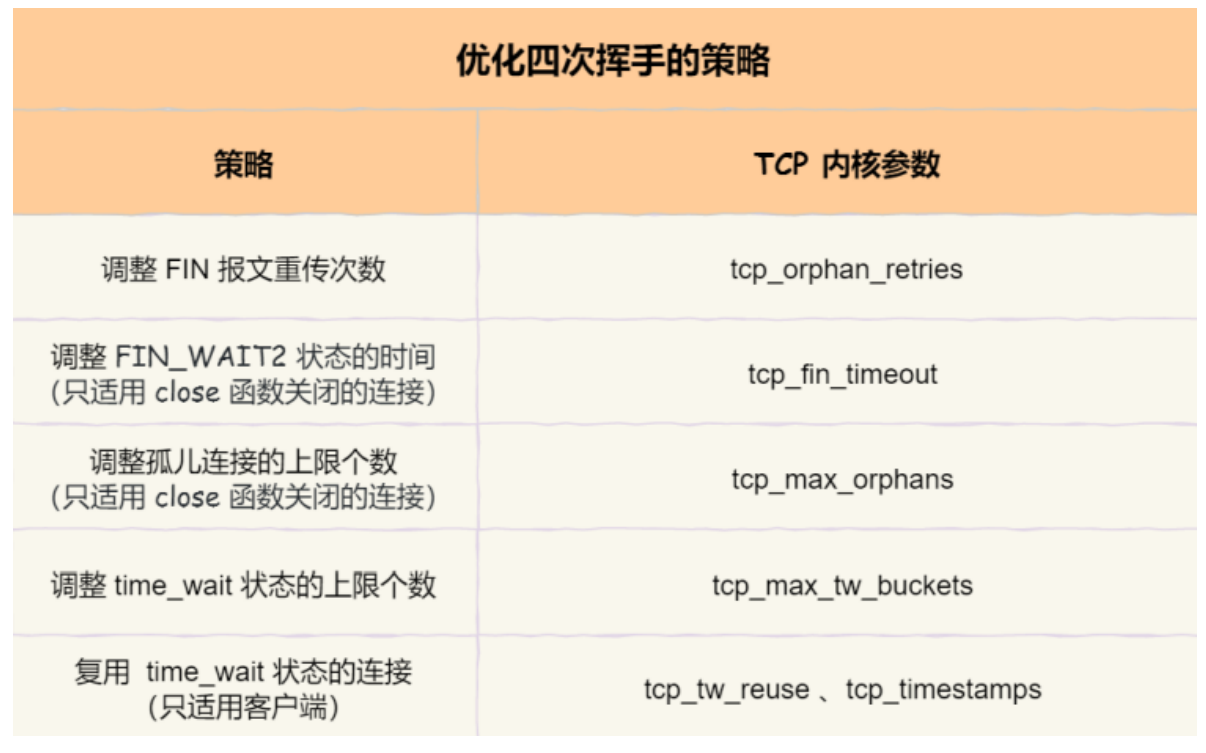 优化四次挥手的策略
策略
TCP 内核参数
调整 FIN 报文重传次数
tcp_orphan_retries
调整 FIN_WAIT2 状态的时间
(只适用 close 函数关闭的连接)
tcp_fin_timeout
调整孤儿连接的上限个数
(只适用 close 函数关闭的连接)
tcp_max_orphans
调整 time_wait 状态的上限个数
tcp_max_tw_buckets
复用 time_wait 状态的连接
(只适用客户端)
tcp_tw_reuse 、tcp_timestamps